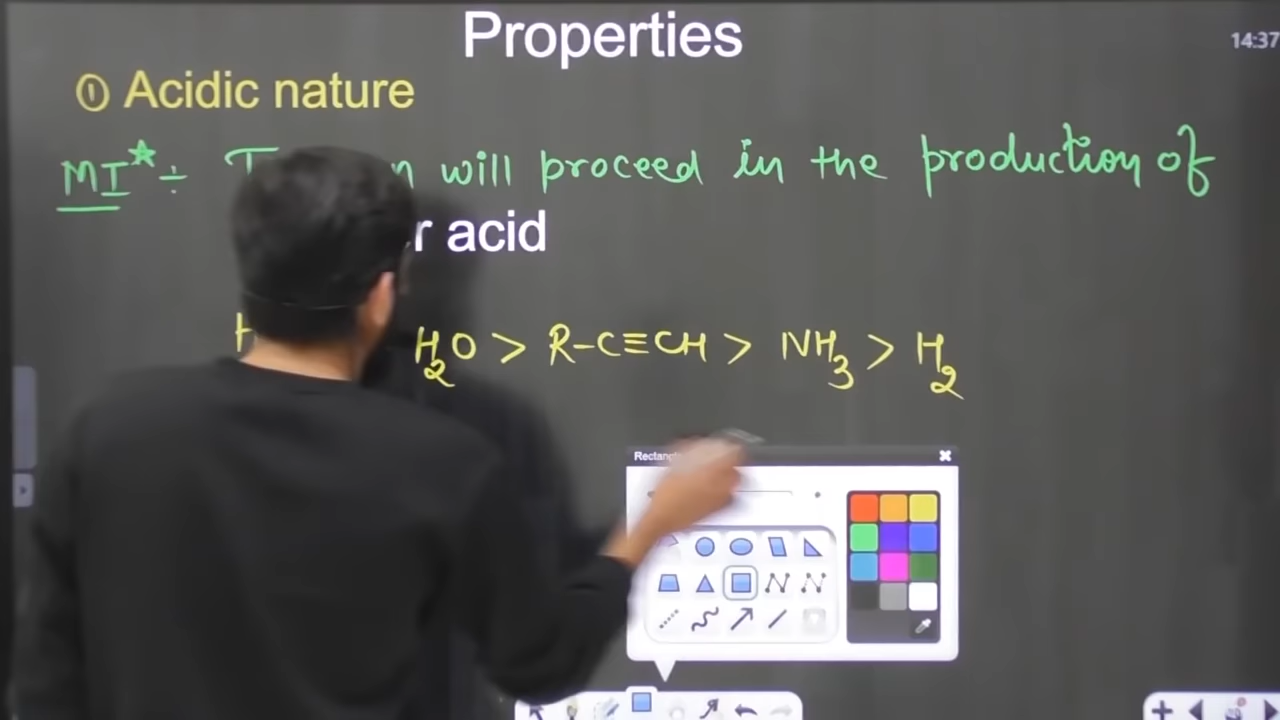 Properties
14:37
① Acidic nature
MI*÷ will proceed in the production of
acid
H₂O > R-C≡CH > NH₃ > H₂